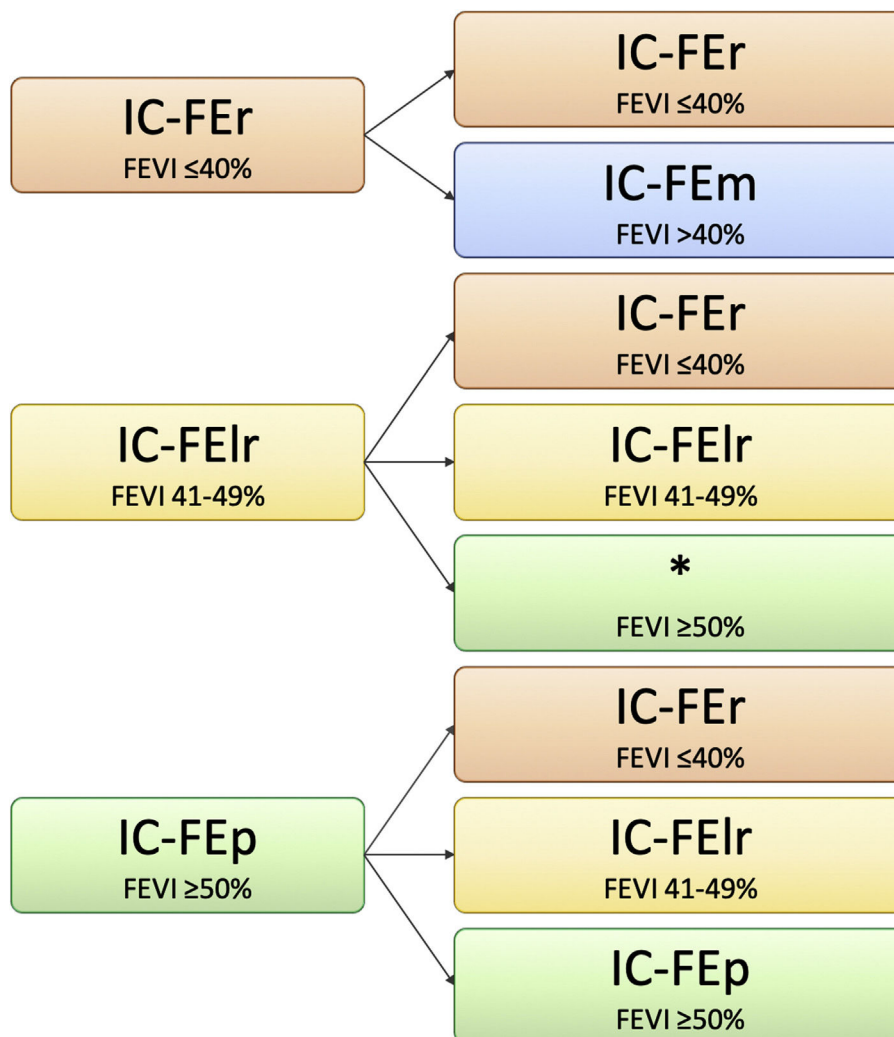 IC-FEr
FEVI ≤40%
IC-FEr
FEVI ≤40%
IC-FEm
FEVI >40%
IC-FElr
FEVI 41-49%
IC-FEr
FEVI ≤40%
IC-FElr
FEVI 41-49%
*
FEVI ≥50%
IC-FEp
FEVI ≥50%
IC-FEr
FEVI ≤40%
IC-FElr
FEVI 41-49%
IC-FEp
FEVI ≥50%